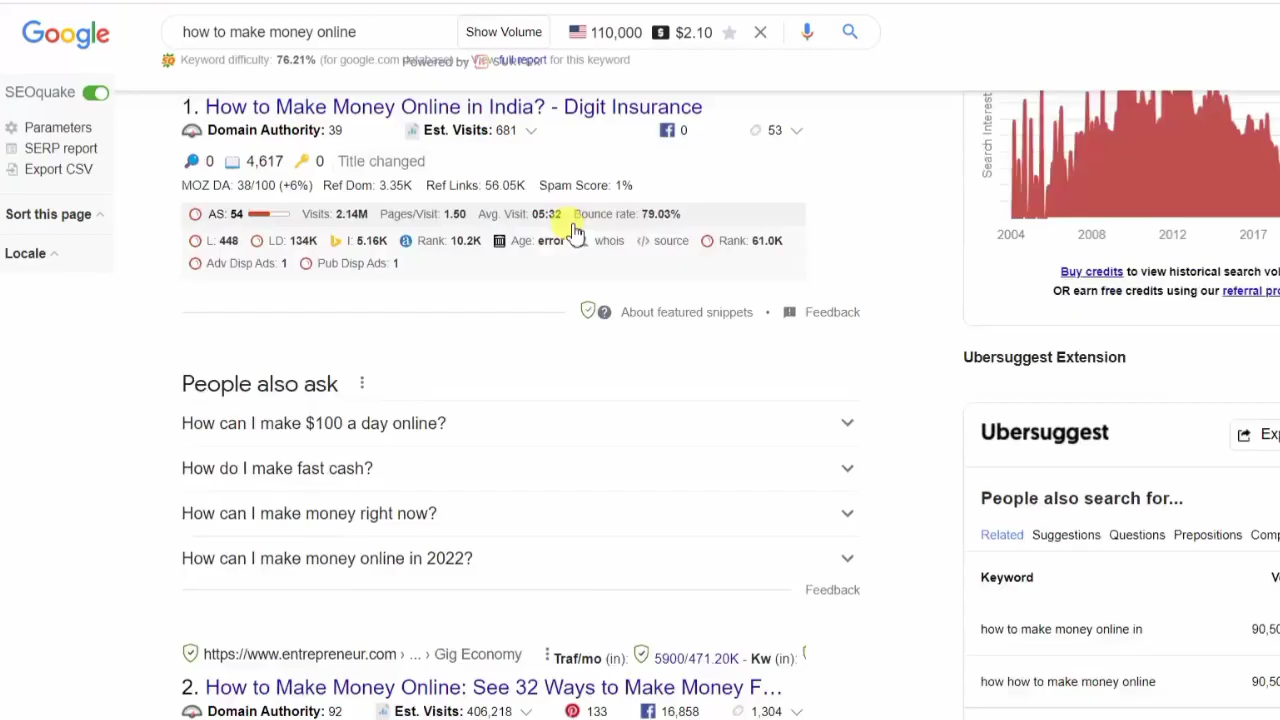 Google
how to make money online
Show Volume
110,000 $ $2.10
Keyword difficulty: 76.21% (for google.com database) – View full report for this keyword
Powered by
SEOquake
Parameters
SERP report
Export CSV
Sort this page
Locale
1. How to Make Money Online in India? - Digit Insurance
Domain Authority: 39 Est. Visits: 681 0 53
0 4,617 0 Title changed
MOZ DA: 38/100 (+6%) Ref Dom: 3.35K Ref Links: 56.05K Spam Score: 1%
AS: 54 Visits: 2.14M Pages/Visit: 1.50 Avg. Visit: 05:32 Bounce rate: 79.03%
L: 448 LD: 134K I: 5.16K Rank: 10.2K Age: error whois </> source Rank: 61.0K
Adv Disp Ads: 1 Pub Disp Ads: 1
About featured snippets • Feedback
People also ask
How can I make $100 a day online?
How do I make fast cash?
How can I make money right now?
How can I make money online in 2022?
Feedback
https://www.entrepreneur.com › ... › Gig Economy
Traf/mo (in): 5900/471.20K - Kw (in):
2. How to Make Money Online: See 32 Ways to Make Money F...
Domain Authority: 92 Est. Visits: 406,218 133 16,858 1,304
Search Interest
2004 2008 2012 2017
Buy credits to view historical search vol
OR earn free credits using our referral pro
Ubersuggest Extension
Ubersuggest
Exp
People also search for...
Related Suggestions Questions Prepositions Comp
Keyword V
how to make money online in 90,50
how how to make money online 90,50